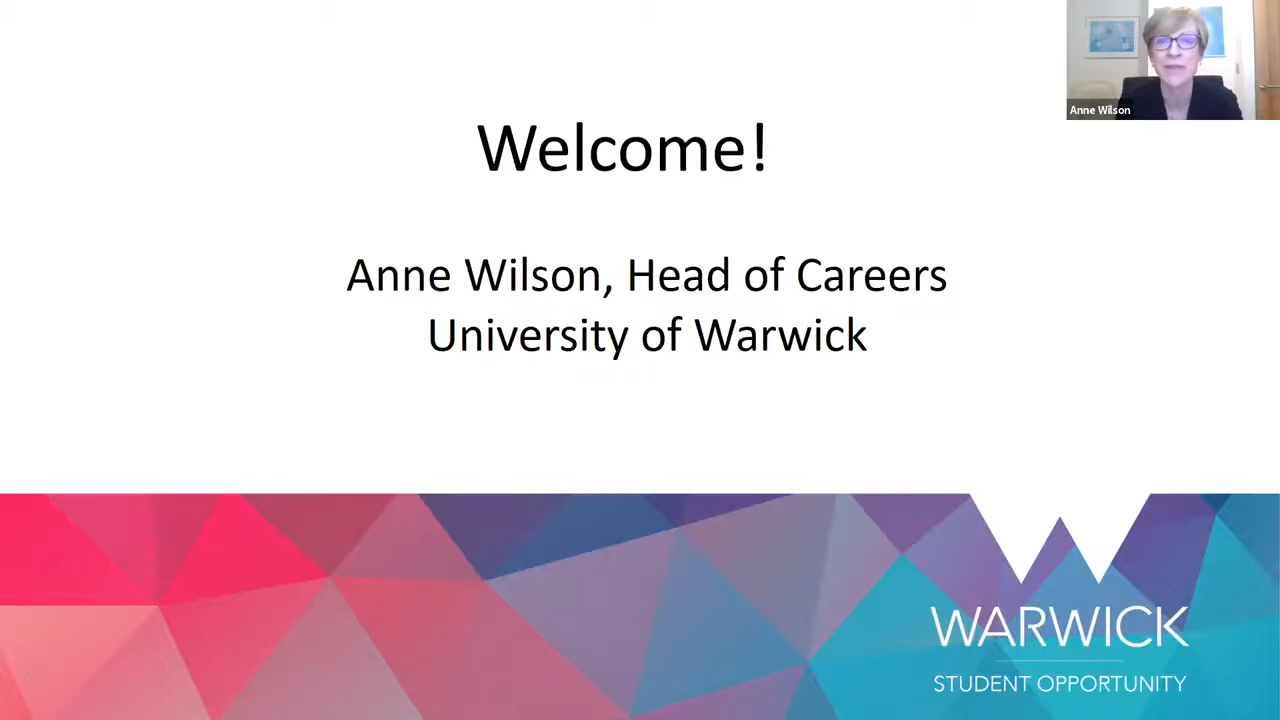 Anne Wilson
Welcome!
Anne Wilson, Head of Careers
University of Warwick
WARWICK
STUDENT OPPORTUNITY